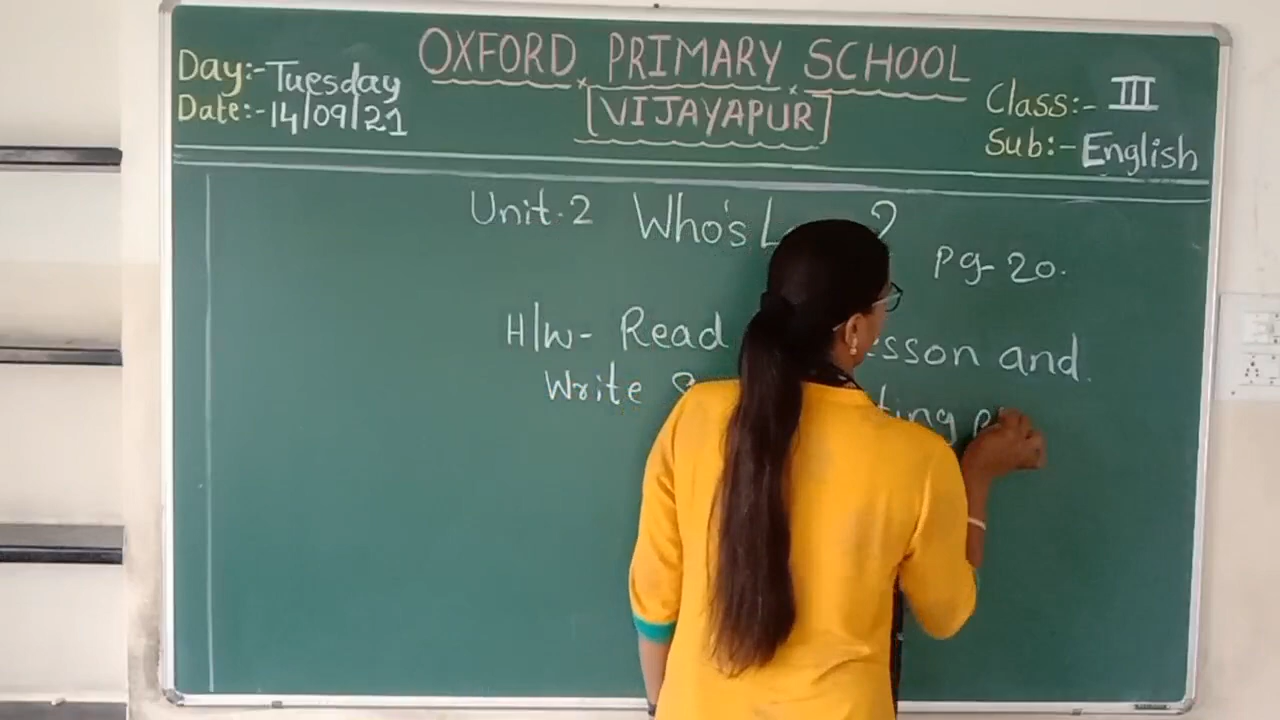 OXFORD PRIMARY SCHOOL
[VIJAYAPUR]
Day:-Tuesday
Date:-14/09/21
Class:- III
Sub:- English
Unit.2 Who's ?
pg 20.
H/w- Read and.
Write